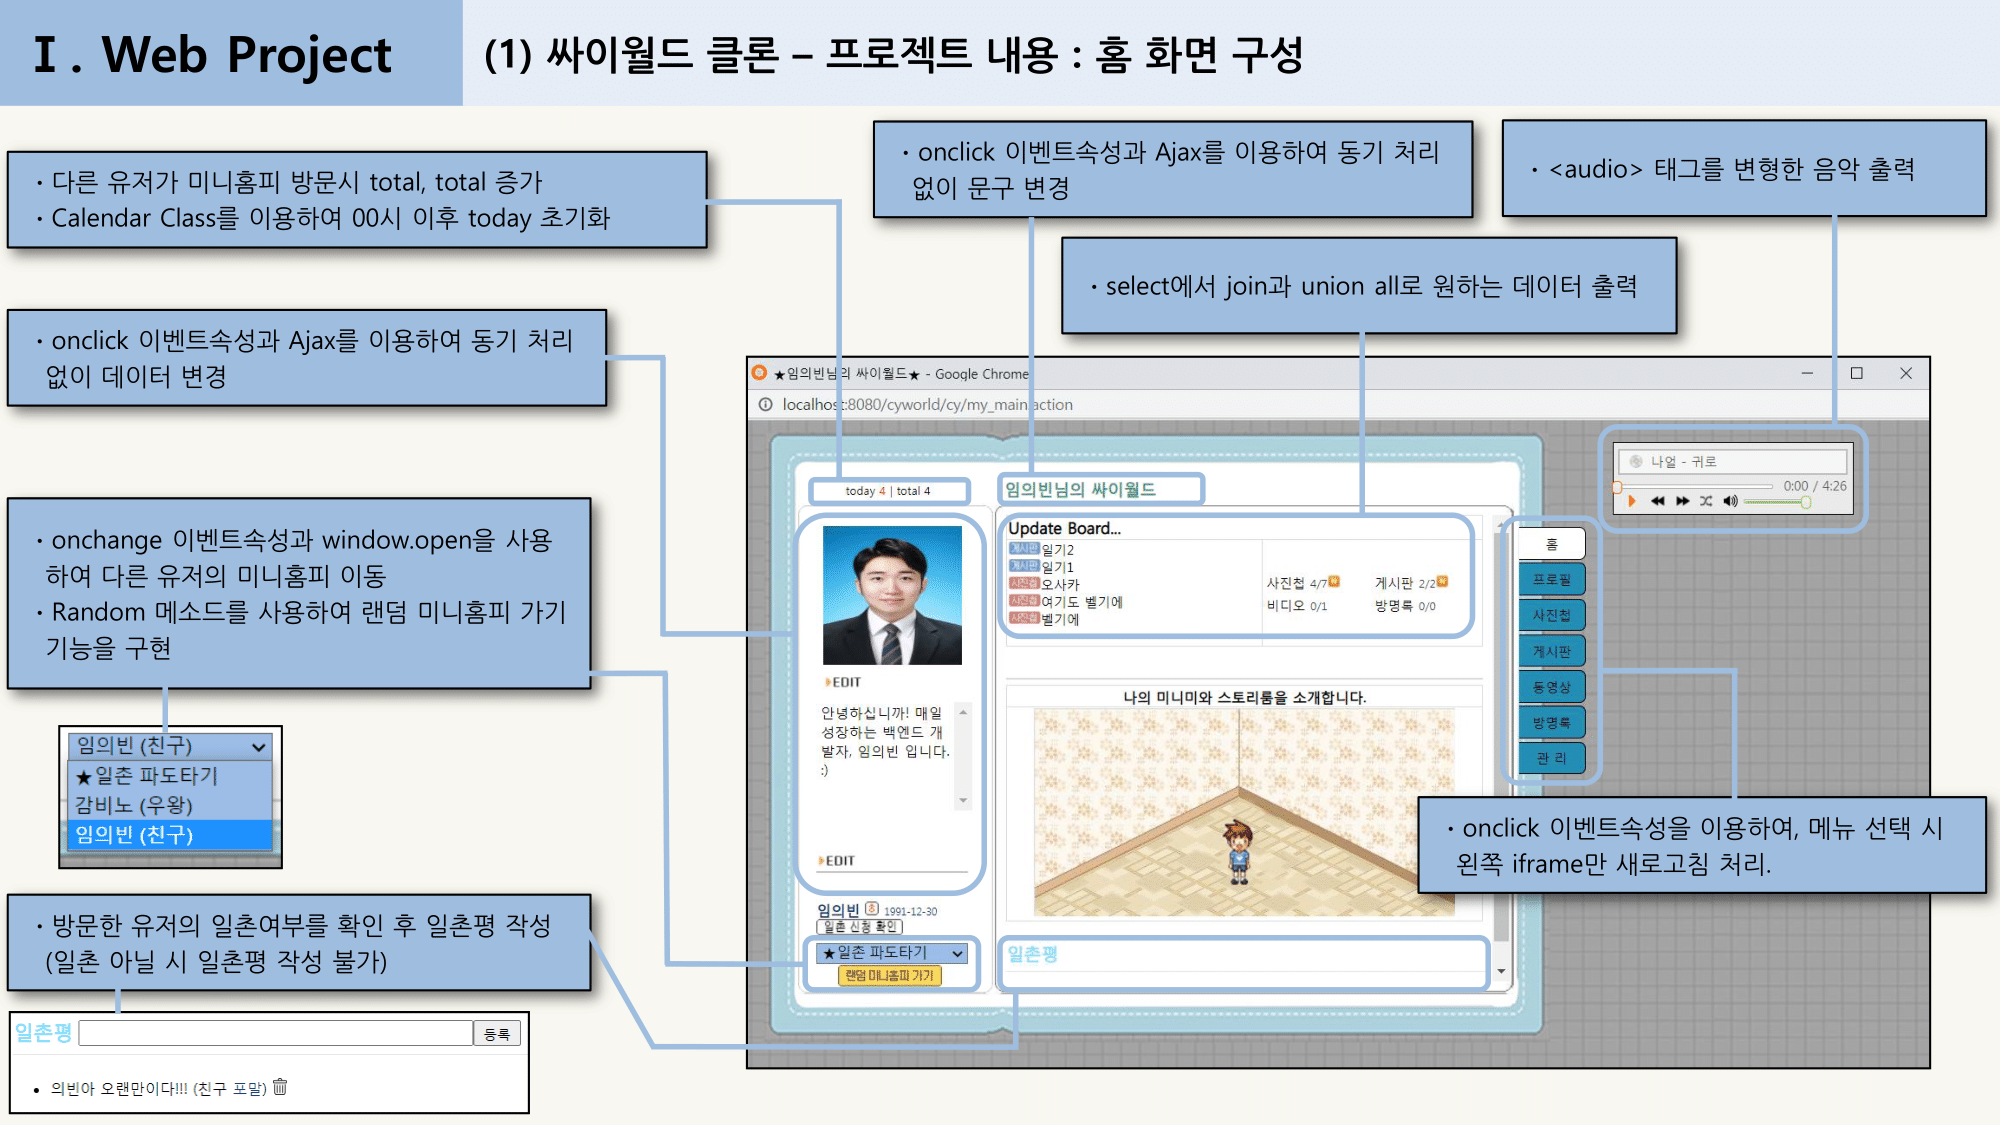 Ⅰ. Web Project
(1) 싸이월드 클론 – 프로젝트 내용 : 홈 화면 구성
· 다른 유저가 미니홈피 방문시 total, total 증가
· Calendar Class를 이용하여 00시 이후 today 초기화
· onclick 이벤트속성과 Ajax를 이용하여 동기 처리
없이 문구 변경
· <audio> 태그를 변형한 음악 출력
· select에서 join과 union all로 원하는 데이터 출력
· onclick 이벤트속성과 Ajax를 이용하여 동기 처리
없이 데이터 변경
· onchange 이벤트속성과 window.open을 사용
하여 다른 유저의 미니홈피 이동
· Random 메소드를 사용하여 랜덤 미니홈피 가기
기능을 구현
임의빈 (친구)
★일촌 파도타기
감비노 (우왕)
임의빈 (친구)
· 방문한 유저의 일촌여부를 확인 후 일촌평 작성
(일촌 아닐 시 일촌평 작성 불가)
일촌평 등록
• 의빈아 오랜만이다!!! (친구 포말)
★임의빈님의 싸이월드★ - Google Chrome
localhost:8080/cyworld/cy/my_main.action
today 4 | total 4
임의빈님의 싸이월드
EDIT
안녕하십니까! 매일
성장하는 백엔드 개
발자, 임의빈 입니다.
:)
EDIT
임의빈 1991-12-30
일촌 신청 확인
★일촌 파도타기
랜덤 미니홈피 가기
Update Board...
게시판 일기2
게시판 일기1
사진첩 오사카
사진첩 여기도 벨기에
사진첩 벨기에
사진첩 4/7 게시판 2/2
비디오 0/1 방명록 0/0
나의 미니미와 스토리룸을 소개합니다.
일촌평
나얼 - 귀로
0:00 / 4:26
홈
프로필
사진첩
게시판
동영상
방명록
관 리
· onclick 이벤트속성을 이용하여, 메뉴 선택 시
왼쪽 iframe만 새로고침 처리.